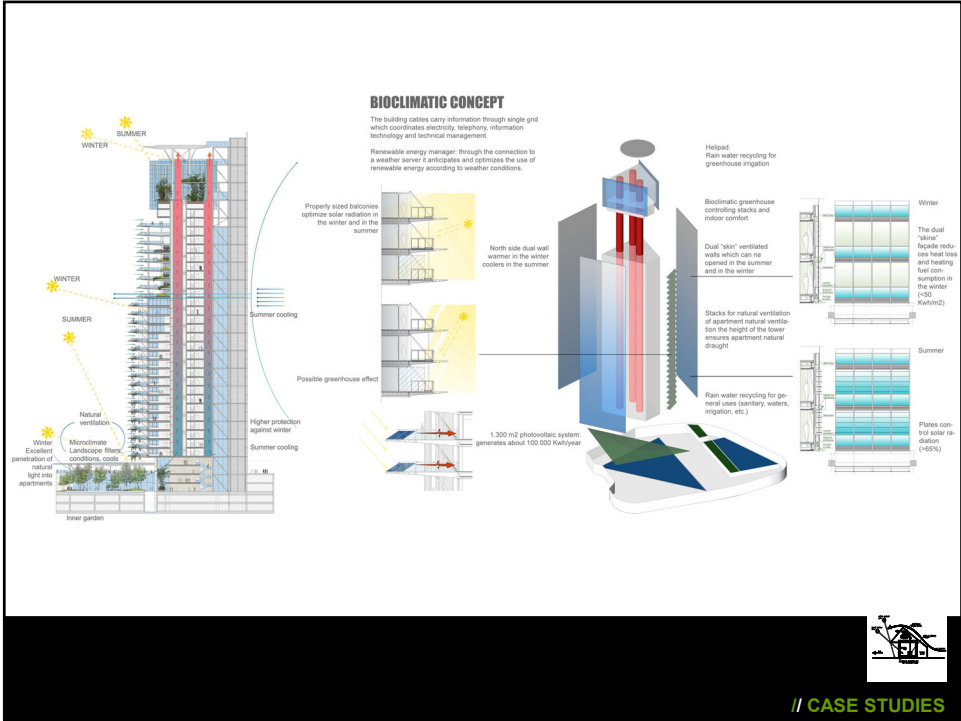 BIOCLIMATIC CONCEPT
The building cables carry information through single grid
which coordinates electricity, telephony, information
technology and technical management.
Renewable energy manager: through the connection to
a weather server it anticipates and optimizes the use of
renewable energy according to weather conditions.
SUMMER
WINTER
WINTER
SUMMER
Summer cooling
Natural
ventilation
Winter
Excellent
penetration of
natural
light into
apartments
Microclimate
Landscape filters,
conditions, cools
Higher protection
against winter
Summer cooling
Inner garden
Properly sized balconies
optimize solar radiation in
the winter and in the
summer
Possible greenhouse effect
North side dual wall
warmer in the winter
coolers in the summer
1.300 m2 photovoltaic system:
generates about 100.000 Kwh/year
Helipad.
Rain water recycling for
greenhouse irrigation
Bioclimatic greenhouse
controlling stacks and
indoor comfort
Dual "skin" ventilated
walls which can ne
opened in the summer
and in the winter
Stacks for natural ventilation
of apartment natural ventila-
tion the height of the tower
ensures apartment natural
draught
Rain water recycling for ge-
neral uses (sanitary, waters,
irrigation, etc.)
Winter
The dual
"skine"
façade redu-
ces heat loss
and heating
fuel con-
sumption in
the winter
(<50
Kwh/m2)
Summer
Plates con-
trol solar ra-
diation
(>65%)
// CASE STUDIES